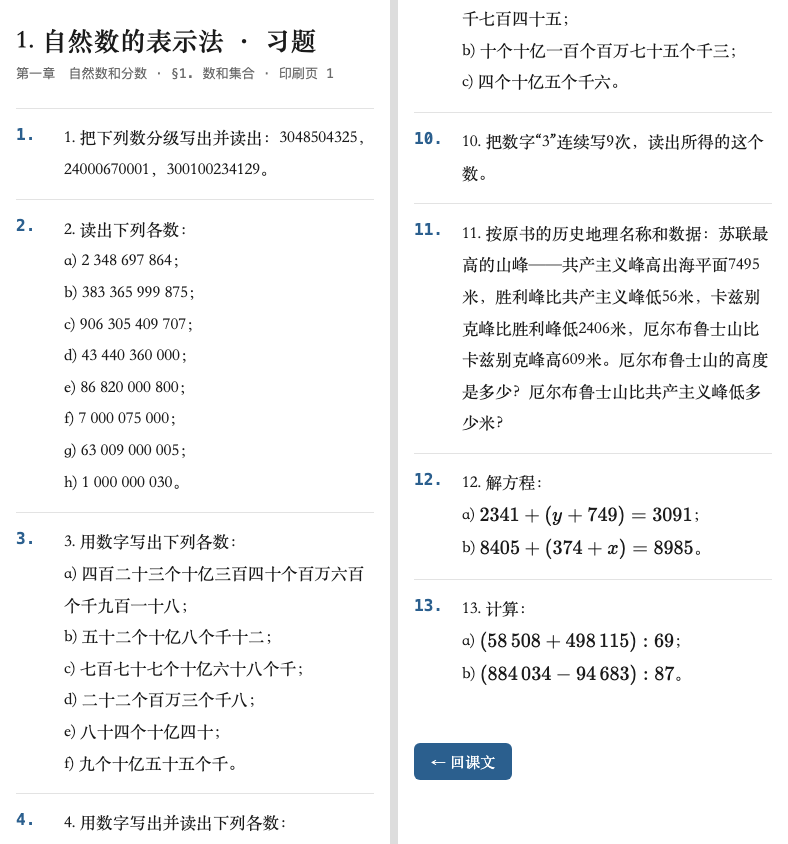 1. 自然数的表示法 · 习题
第一章 自然数和分数 · §1. 数和集合 · 印刷页 1
1. 1. 把下列数分级写出并读出：3048504325，
24000670001，300100234129。
2. 2. 读出下列各数：
a) 2 348 697 864；
b) 383 365 999 875；
c) 906 305 409 707；
d) 43 440 360 000；
e) 86 820 000 800；
f) 7 000 075 000；
g) 63 009 000 005；
h) 1 000 000 030。
3. 3. 用数字写出下列各数：
a) 四百二十三个十亿三百四十个百万六百
个千九百一十八；
b) 五十二个十亿八个千十二；
c) 七百七十七个十亿六十八个千；
d) 二十二个百万三个千八；
e) 八十四个十亿四十；
f) 九个十亿五十五个千。
4. 4. 用数字写出并读出下列各数：
千七百四十五；
b) 十个十亿一百个百万七十五个千三；
c) 四个十亿五个千六。
10. 10. 把数字“3”连续写9次，读出所得的这个
数。
11. 11. 按原书的历史地理名称和数据：苏联最
高的山峰——共产主义峰高出海平面7495
米，胜利峰比共产主义峰低56米，卡兹别
克峰比胜利峰低2406米，厄尔布鲁士山比
卡兹别克峰高609米。厄尔布鲁士山的高度
是多少？厄尔布鲁士山比共产主义峰低多
少米？
12. 12. 解方程：
a) 2341 + (y + 749) = 3091；
b) 8405 + (374 + x) = 8985。
13. 13. 计算：
a) (58 508 + 498 115) : 69；
b) (884 034 − 94 683) : 87。
← 回课文